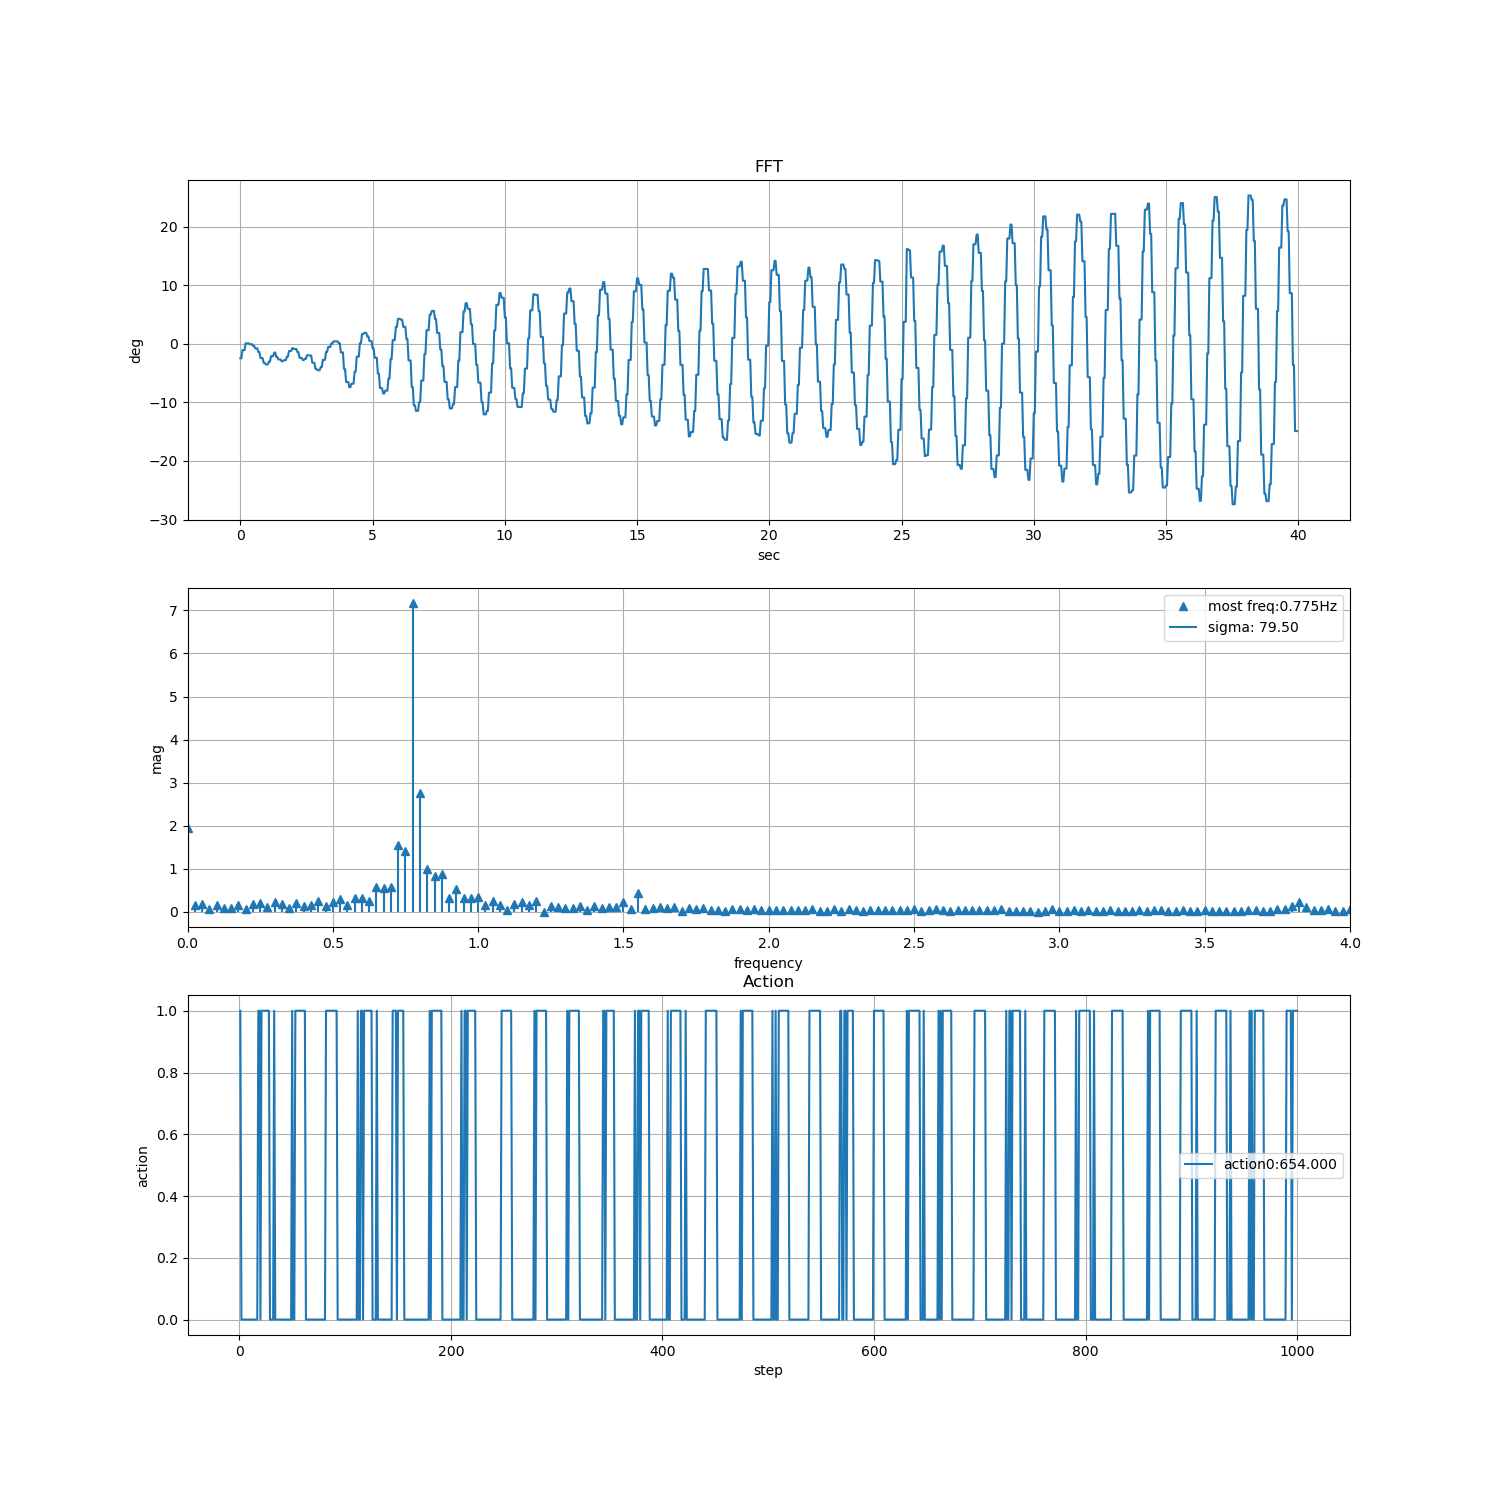 FFT
20
10
0
−10
−20
−30
deg
0 5 10 15 20 25 30 35 40
sec
most freq:0.775Hz
sigma: 79.50
7
6
5
4
3
2
1
0
mag
0.0 0.5 1.0 1.5 2.0 2.5 3.0 3.5 4.0
frequency
Action
1.0
0.8
0.6
0.4
0.2
0.0
action
action0:654.000
0 200 400 600 800 1000
step